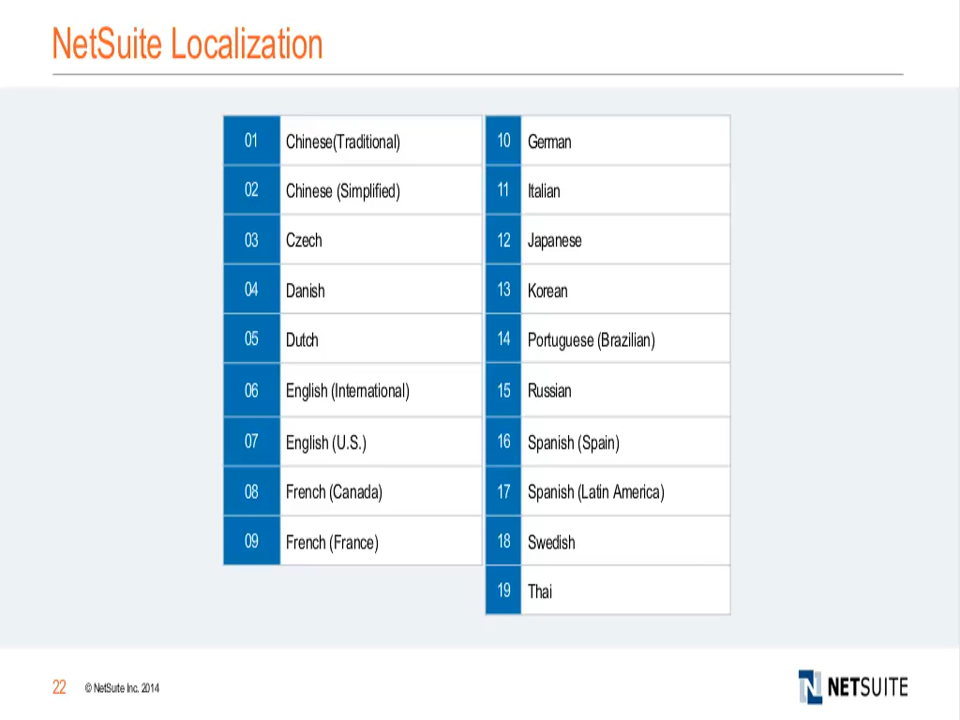 NetSuite Localization
01 Chinese(Traditional)
02 Chinese (Simplified)
03 Czech
04 Danish
05 Dutch
06 English (International)
07 English (U.S.)
08 French (Canada)
09 French (France)
10 German
11 Italian
12 Japanese
13 Korean
14 Portuguese (Brazilian)
15 Russian
16 Spanish (Spain)
17 Spanish (Latin America)
18 Swedish
19 Thai
22 © NetSuite Inc. 2014
NETSUITE